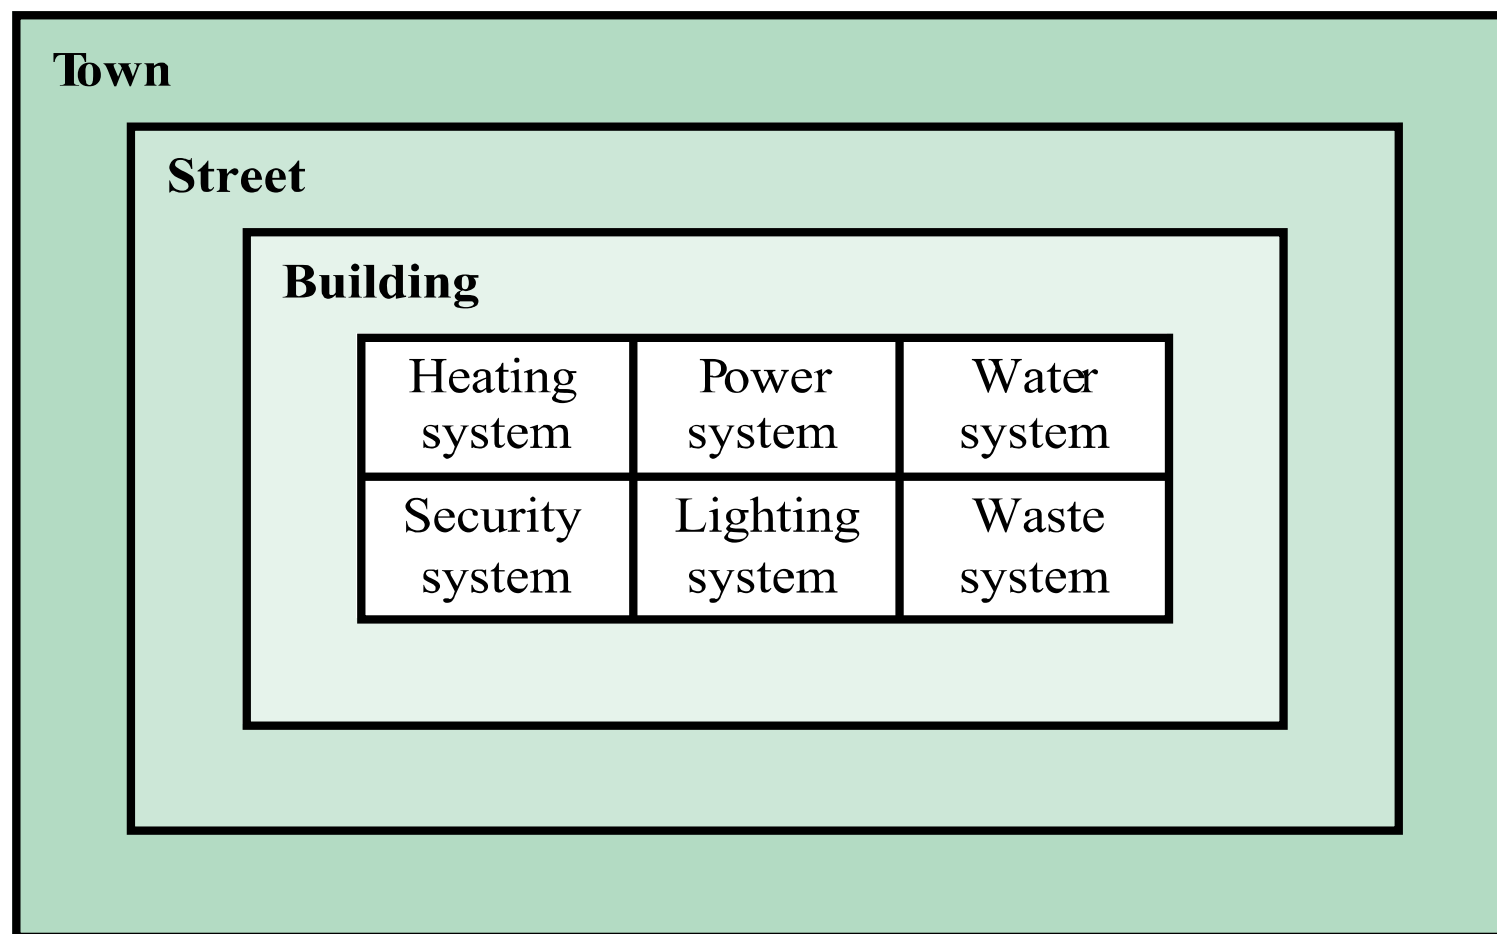 Town
Street
Building
Heating
system
Power
system
Water
system
Security
system
Lighting
system
Waste
system